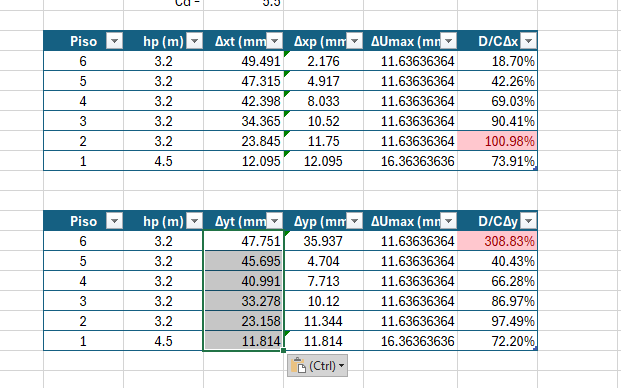 Cd = 5.5
Piso hp (m) Δxt (mm Δxp (mm ΔUmax (mm D/CΔx
6 3.2 49.491 2.176 11.63636364 18.70%
5 3.2 47.315 4.917 11.63636364 42.26%
4 3.2 42.398 8.033 11.63636364 69.03%
3 3.2 34.365 10.52 11.63636364 90.41%
2 3.2 23.845 11.75 11.63636364 100.98%
1 4.5 12.095 12.095 16.36363636 73.91%
Piso hp (m) Δyt (mm Δyp (mm ΔUmax (mm D/CΔy
6 3.2 47.751 35.937 11.63636364 308.83%
5 3.2 45.695 4.704 11.63636364 40.43%
4 3.2 40.991 7.713 11.63636364 66.28%
3 3.2 33.278 10.12 11.63636364 86.97%
2 3.2 23.158 11.344 11.63636364 97.49%
1 4.5 11.814 11.814 16.36363636 72.20%
(Ctrl)